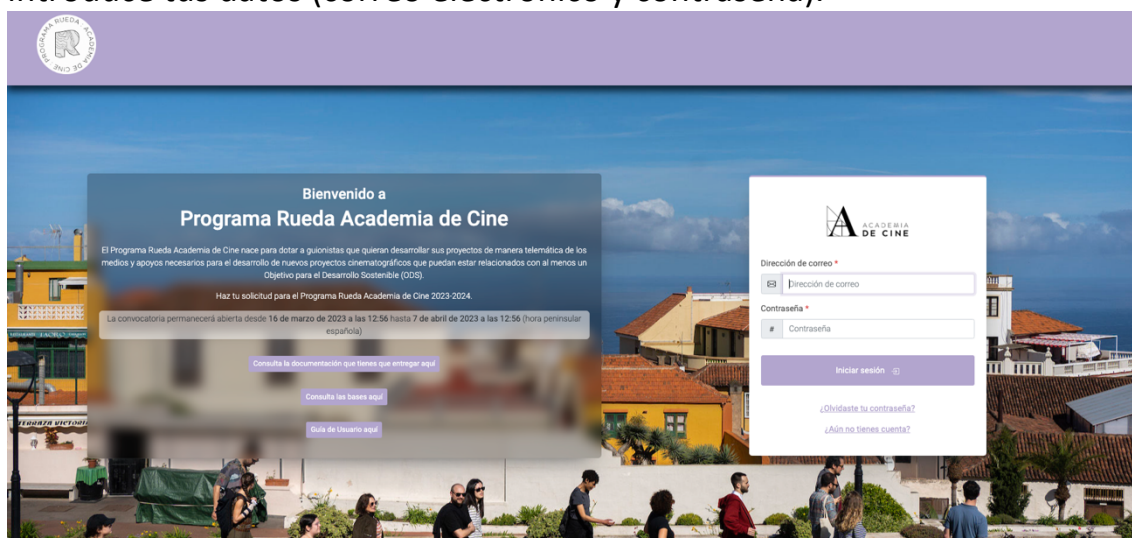 introduce tus datos (correo electrónico y contraseña).
PROGRAMA RUEDA · ACADEMIA DE CINE ·
R
Bienvenido a
Programa Rueda Academia de Cine
El Programa Rueda Academia de Cine nace para dotar a guionistas que quieran desarrollar sus proyectos de manera telemática de los
medios y apoyos necesarios para el desarrollo de nuevos proyectos cinematográficos que puedan estar relacionados con al menos un
Objetivo para el Desarrollo Sostenible (ODS).
Haz tu solicitud para el Programa Rueda Academia de Cine 2023-2024.
La convocatoria permanecerá abierta desde 16 de marzo de 2023 a las 12:56 hasta 7 de abril de 2023 a las 12:56 (hora peninsular
española)
Consulta la documentación que tienes que entregar aquí
Consulta las bases aquí
Guía de Usuario aquí
ACADEMIA
DE CINE
Dirección de correo *
Dirección de correo
Contraseña *
# Contraseña
Iniciar sesión
¿Olvidaste tu contraseña?
¿Aún no tienes cuenta?
TERRAZA VICTORIA